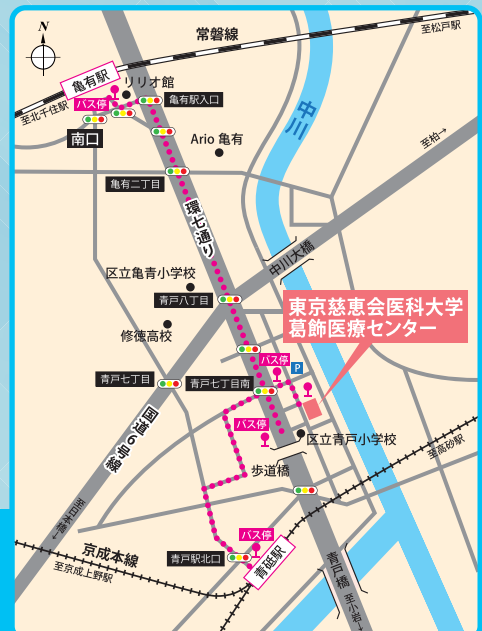 N
常磐線
至松戸駅
亀有駅
リリオ館
バス停
亀有駅入口
至北千住駅
南口
中川
Ario 亀有
至柏→
亀有二丁目
環七通り
中川大橋
区立亀青小学校
青戸八丁目
東京慈恵会医科大学
葛飾医療センター
修徳高校
バス停
P
青戸七丁目
青戸七丁目南
バス停
区立青戸小学校
国道6号線
至高砂駅
歩道橋
至日本橋→
バス停
京成本線
青戸駅北口
青砥駅
至京成上野駅
青戸橋
至小岩→